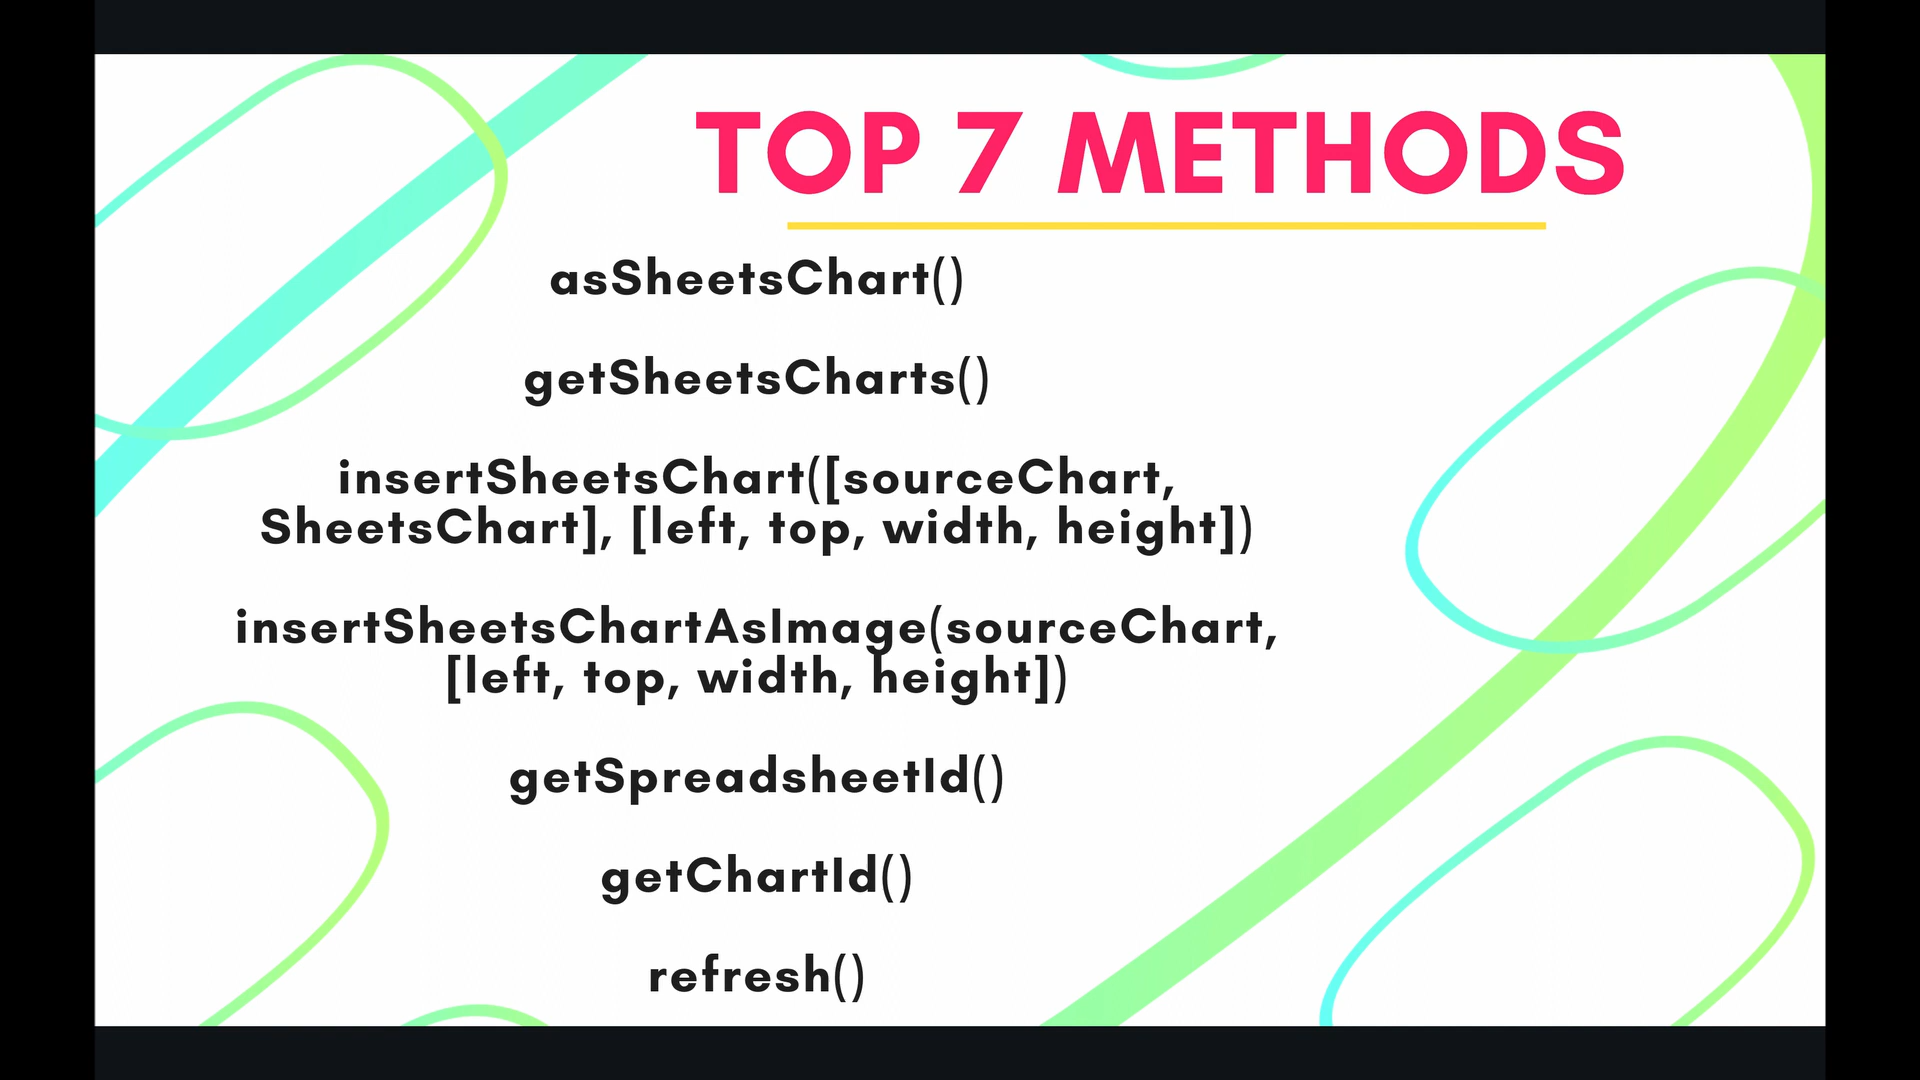 TOP 7 METHODS
asSheetsChart()
getSheetsCharts()
insertSheetsChart([sourceChart,
SheetsChart], [left, top, width, height])
insertSheetsChartAsImage(sourceChart,
[left, top, width, height])
getSpreadsheetId()
getChartId()
refresh()